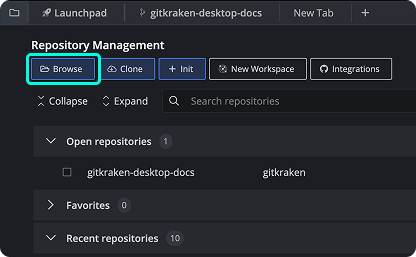 Launchpad gitkraken-desktop-docs New Tab
Repository Management
Browse Clone Init New Workspace Integrations
Collapse Expand Search repositories
Open repositories 1
gitkraken-desktop-docs gitkraken
Favorites 0
Recent repositories 10